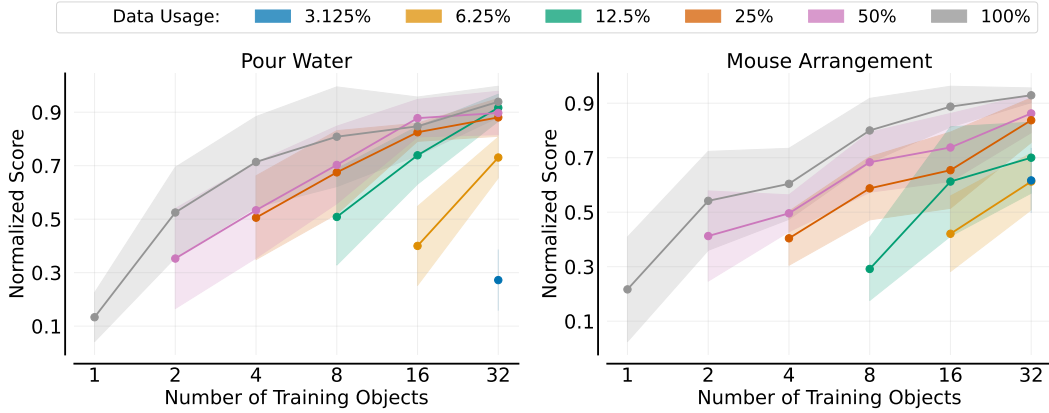 Data Usage: 3.125% 6.25% 12.5% 25% 50% 100%
Pour Water
Normalized Score
0.9
0.7
0.5
0.3
0.1
1 2 4 8 16 32
Number of Training Objects
Mouse Arrangement
Normalized Score
0.9
0.7
0.5
0.3
0.1
1 2 4 8 16 32
Number of Training Objects